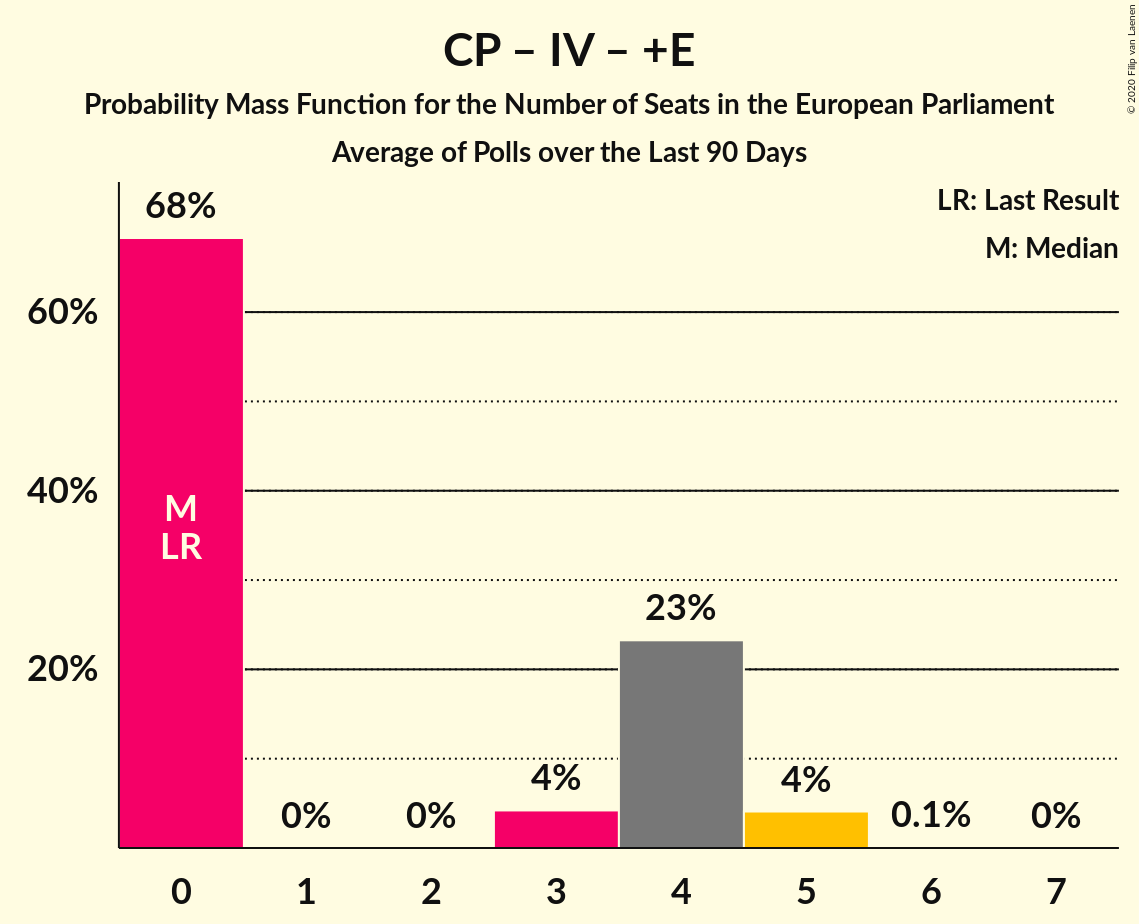 CP – IV – +E
Probability Mass Function for the Number of Seats in the European Parliament
Average of Polls over the Last 90 Days
© 2020 Filip van Laenen
LR: Last Result
M: Median
68%
60%
40%
20%
M
LR
0%
0%
4%
23%
4%
0.1%
0%
0
1
2
3
4
5
6
7